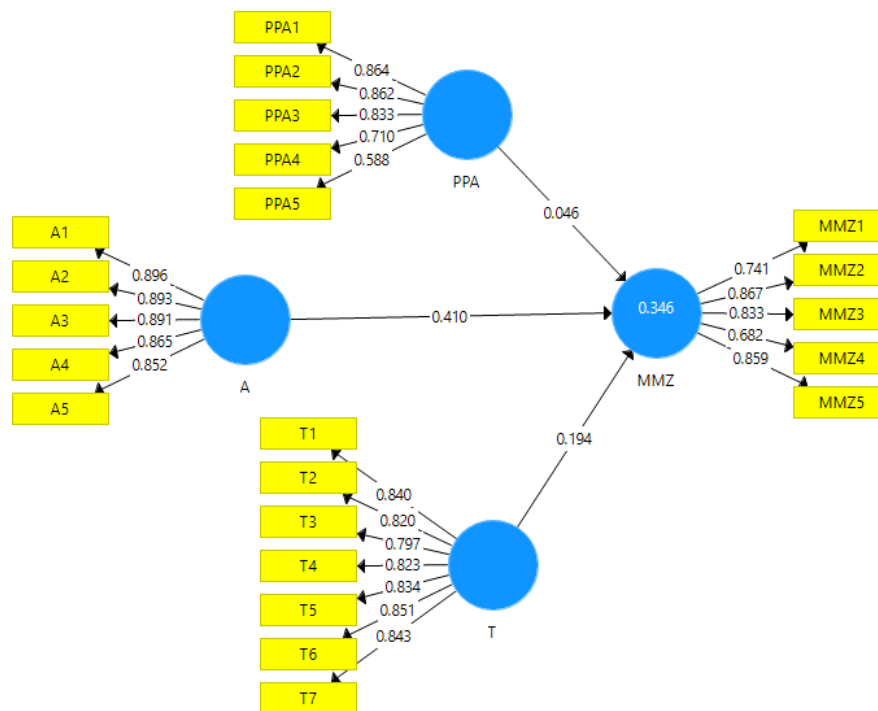 PPA1
PPA2
PPA3
PPA4
PPA5
0.864
0.862
0.833
0.710
0.588
PPA
0.046
A1
A2
A3
A4
A5
0.896
0.893
0.891
0.865
0.852
A
0.410
0.346
MMZ
0.741
0.867
0.833
0.682
0.859
MMZ1
MMZ2
MMZ3
MMZ4
MMZ5
0.194
T1
T2
T3
T4
T5
T6
T7
0.840
0.820
0.797
0.823
0.834
0.851
0.843
T